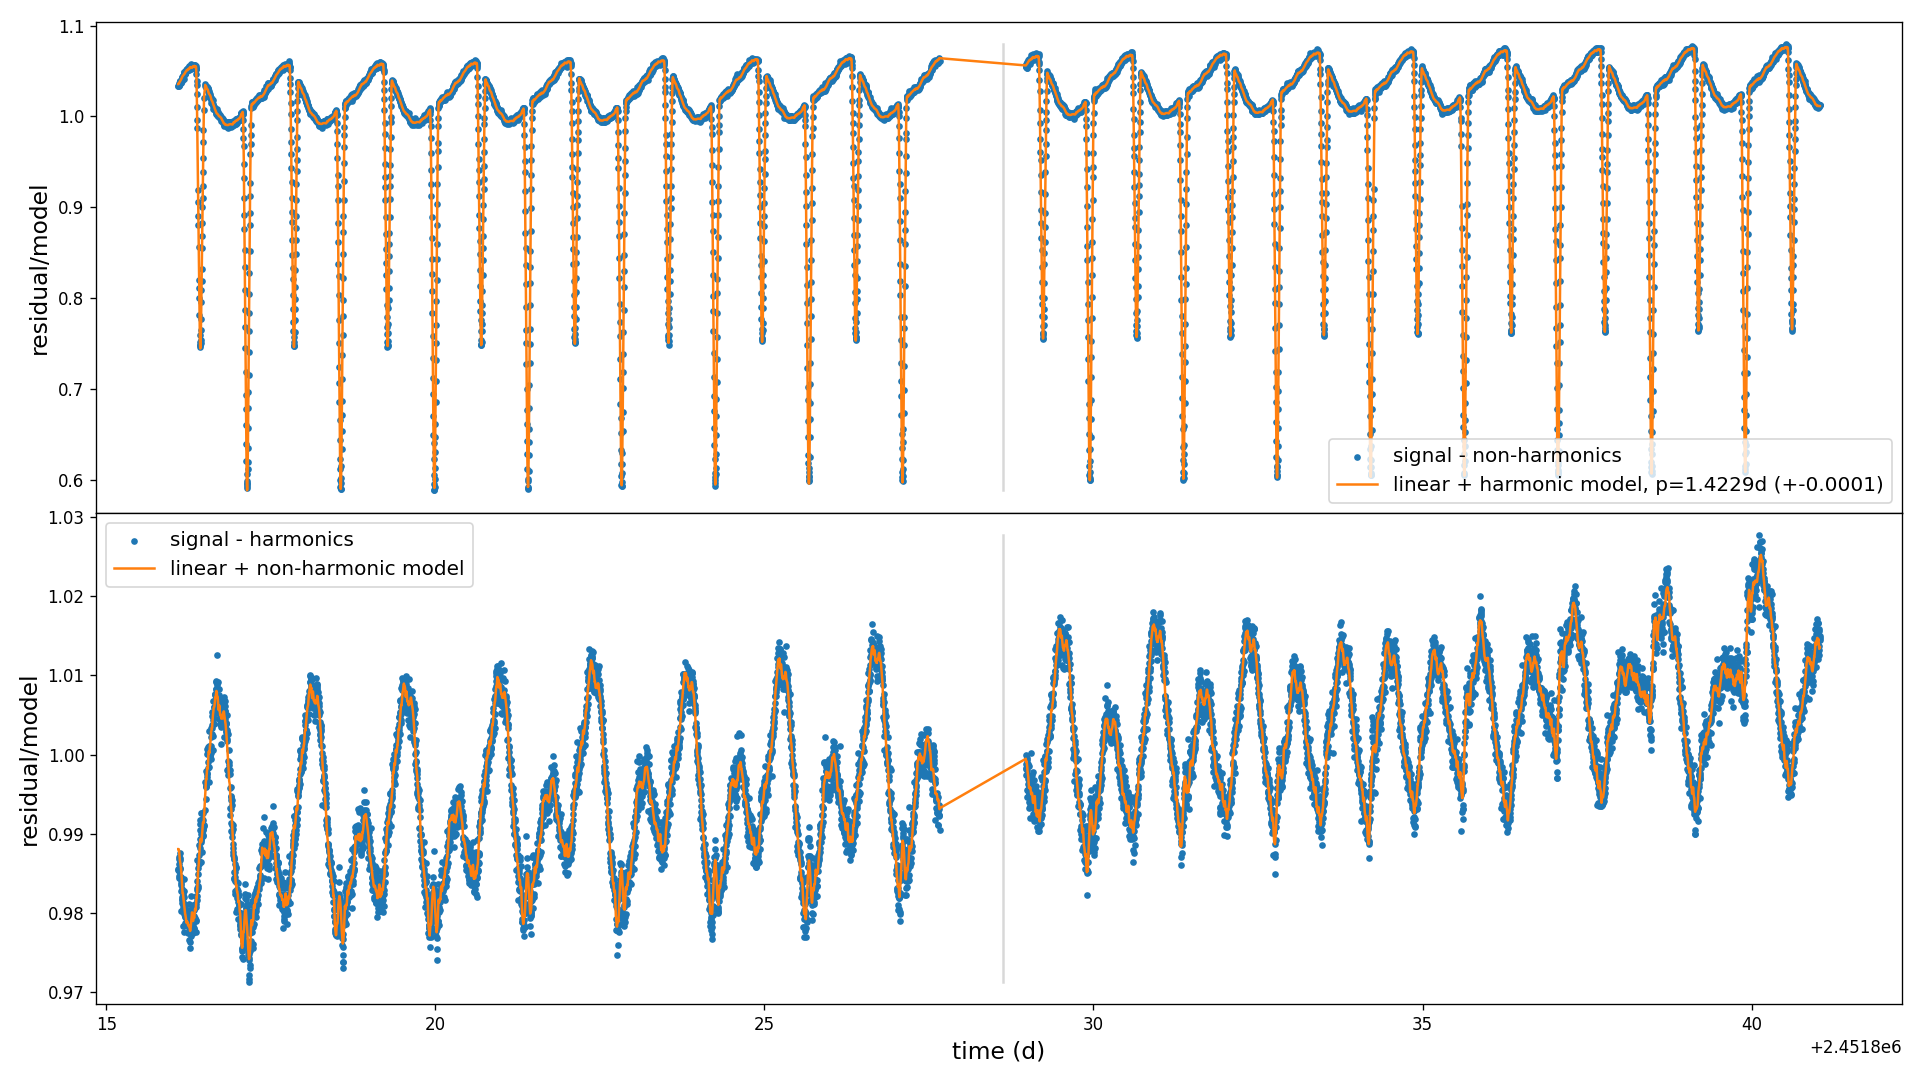 1.1
1.0
0.9
0.8
0.7
0.6
residual/model
signal - non-harmonics
linear + harmonic model, p=1.4229d (+-0.0001)
1.03
1.02
1.01
1.00
0.99
0.98
0.97
residual/model
signal - harmonics
linear + non-harmonic model
15 20 25 30 35 40
time (d)
+2.4518e6